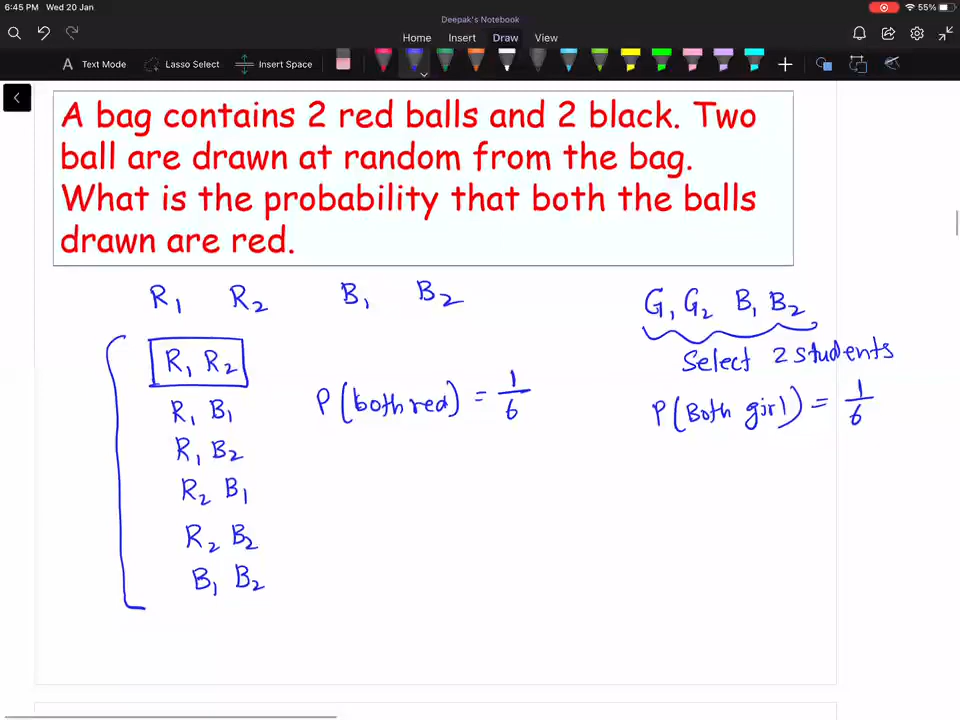 6:45 PM Wed 20 Jan
55%
Deepak's Notebook
Home Insert Draw View
Text Mode Lasso Select Insert Space
A bag contains 2 red balls and 2 black. Two
ball are drawn at random from the bag.
What is the probability that both the balls
drawn are red.
R₁ R₂ B₁ B₂
G₁ G₂ B₁ B₂
Select 2 students
R₁ R₂
R₁ B₁
R₁ B₂
R₂ B₁
R₂ B₂
B₁ B₂
P(both red) = 1/6
P(Both girl) = 1/6